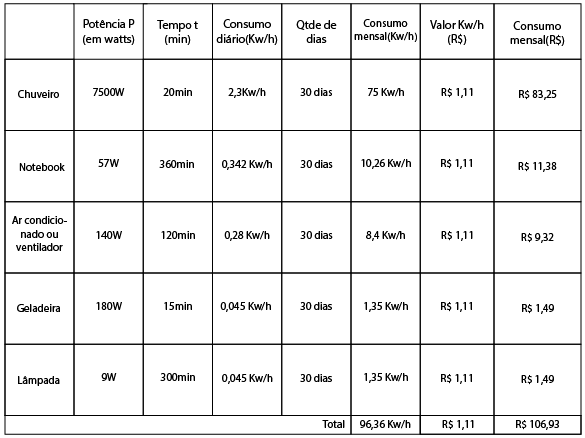 Potência P (em watts) Tempo t (min) Consumo diário(Kw/h) Qtde de dias Consumo mensal(Kw/h) Valor Kw/h (R$) Consumo mensal(R$)
Chuveiro 7500W 20min 2,3Kw/h 30 dias 75 Kw/h R$ 1,11 R$ 83,25
Notebook 57W 360min 0,342 Kw/h 30 dias 10,26 Kw/h R$ 1,11 R$ 11,38
Ar condicio-
nado ou
ventilador 140W 120min 0,28 Kw/h 30 dias 8,4 Kw/h R$ 1,11 R$ 9,32
Geladeira 180W 15min 0,045 Kw/h 30 dias 1,35 Kw/h R$ 1,11 R$ 1,49
Lâmpada 9W 300min 0,045 Kw/h 30 dias 1,35 Kw/h R$ 1,11 R$ 1,49
Total 96,36 Kw/h R$ 1,11 R$ 106,93